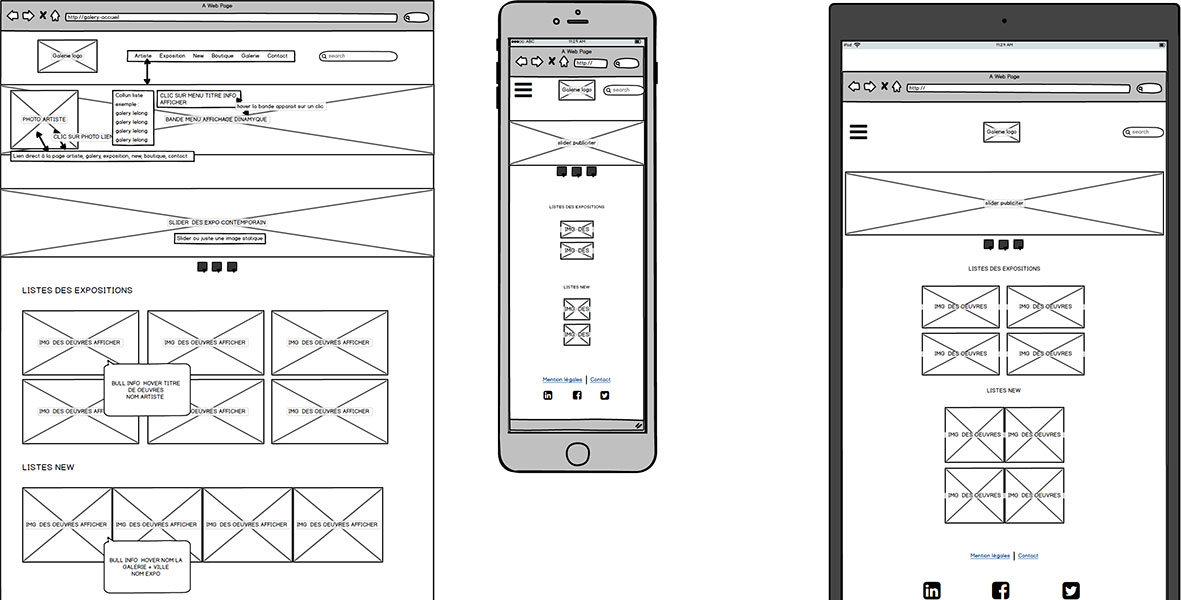 A Web Page
http://galery-accueil
Galerie logo
Artiste Exposition New Boutique Galerie Contact
search
PHOTO ARTISTE
Collun liste
exemple :
galery lelong
galery lelong
galery lelong
galery lelong
CLIC SUR MENU TITRE INFO
AFFICHER
hover la bande apparait sur un clic
BANDE MENU AFFICHAGE DINAMYQUE
CLIC SUR PHOTO LIEN
Lien direct à la page artiste, galery, exposition, new, boutique, contact
SLIDER DES EXPO CONTEMPORAIN
Slider ou juste une image statique
LISTES DES EXPOSITIONS
IMG DES OEUVRES AFFICHER
IMG DES OEUVRES AFFICHER
IMG DES OEUVRES AFFICHER
BULL INFO HOVER TITRE
DE OEUVRES
NOM ARTISTE
IMG DES OEUVRES AFFICHER
IMG DES OEUVRES AFFICHER
LISTES NEW
IMG DES OEUVRES AFFICHER
IMG DES OEUVRES AFFICHER
IMG DES OEUVRES AFFICHER
IMG DES OEUVRES AFFICHER
BULL INFO HOVER NOM LA
GALERIE + VILLE
NOM EXPO
ABC 11:29 AM
A Web Page
http://
Galerie logo
search
slider publiciter
LISTES DES EXPOSITIONS
IMG DES
IMG DES
LISTES NEW
IMG DES
IMG DES
Mention légales | Contact
iPad 11:29 AM
A Web Page
http://
Galerie logo
search
slider publiciter
LISTES DES EXPOSITIONS
IMG DES OEUVRES
IMG DES OEUVRES
IMG DES OEUVRES
IMG DES OEUVRES
LISTES NEW
IMG DES OEUVRES
IMG DES OEUVRES
IMG DES OEUVRES
IMG DES OEUVRES
Mention légales | Contact